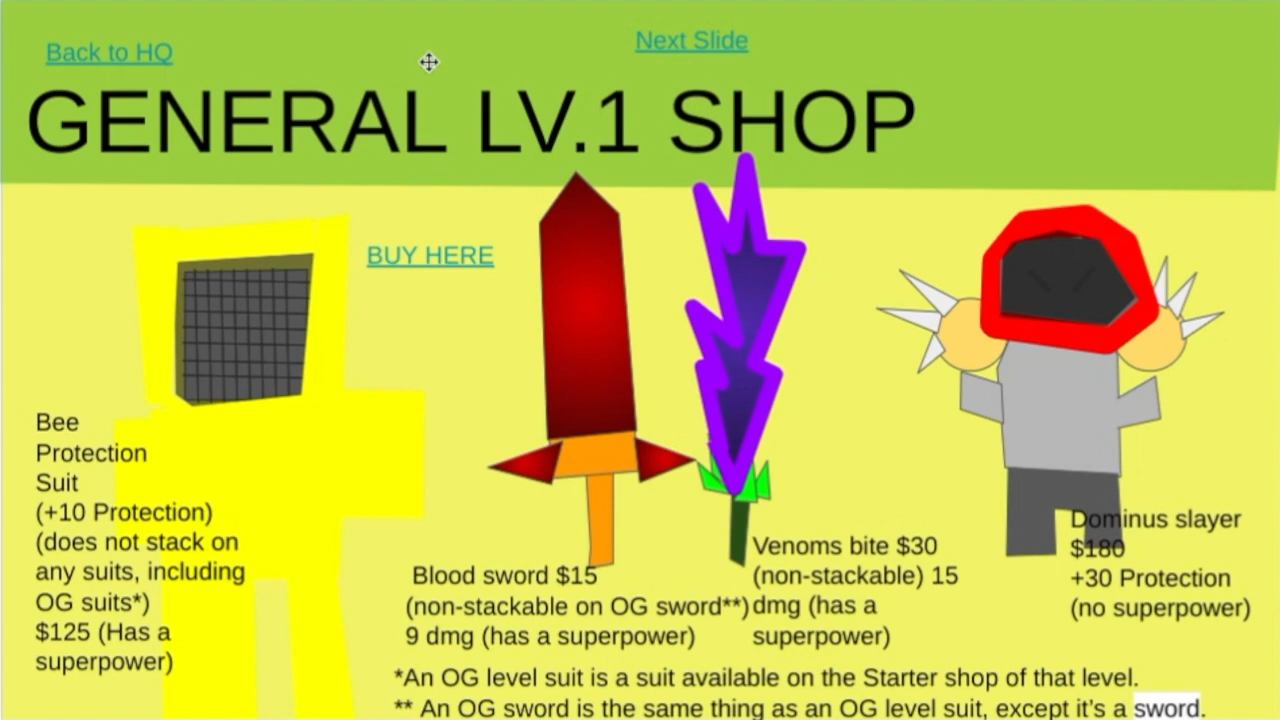 Back to HQ
Next Slide
GENERAL LV.1 SHOP
BUY HERE
Bee
Protection
Suit
(+10 Protection)
(does not stack on
any suits, including
OG suits*)
$125 (Has a
superpower)
Blood sword $15
(non-stackable on OG sword**)
9 dmg (has a superpower)
Venoms bite $30
(non-stackable) 15
dmg (has a
superpower)
Dominus slayer
$180
+30 Protection
(no superpower)
*An OG level suit is a suit available on the Starter shop of that level.
** An OG sword is the same thing as an OG level suit, except it’s a sword.